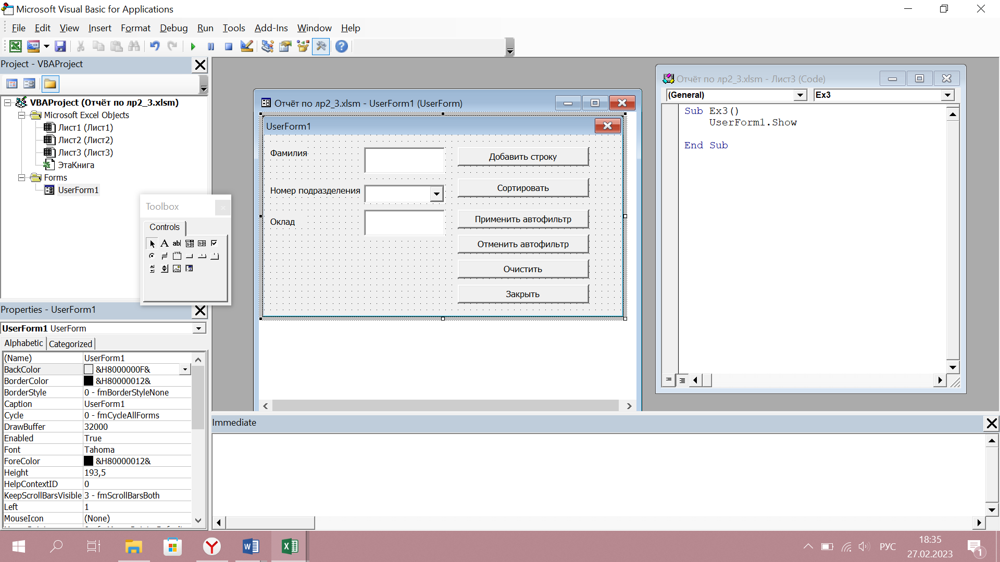 Microsoft Visual Basic for Applications
File Edit View Insert Format Debug Run Tools Add-Ins Window Help
Project - VBAProject
VBAProject (Отчёт по лр2_3.xlsm)
Microsoft Excel Objects
Лист1 (Лист1)
Лист2 (Лист2)
Лист3 (Лист3)
ЭтаКнига
Forms
UserForm1
Toolbox
Controls
A
ab
XYZ
Properties - UserForm1
UserForm1 UserForm
Alphabetic Categorized
(Name) UserForm1
BackColor &H8000000F&
BorderColor &H80000012&
BorderStyle 0 - fmBorderStyleNone
Caption UserForm1
Cycle 0 - fmCycleAllForms
DrawBuffer 32000
Enabled True
Font Tahoma
ForeColor &H80000012&
Height 193,5
HelpContextID 0
KeepScrollBarsVisible 3 - fmScrollBarsBoth
Left 1
MouseIcon (None)
Отчёт по лр2_3.xlsm - UserForm1 (UserForm)
UserForm1
Фамилия
Добавить строку
Номер подразделения
Сортировать
Оклад
Применить автофильтр
Отменить автофильтр
Очистить
Закрыть
Отчёт по лр2_3.xlsm - Лист3 (Code)
(General) Ex3
Sub Ex3()
UserForm1.Show
End Sub
Immediate
РУС
18:35
27.02.2023
1